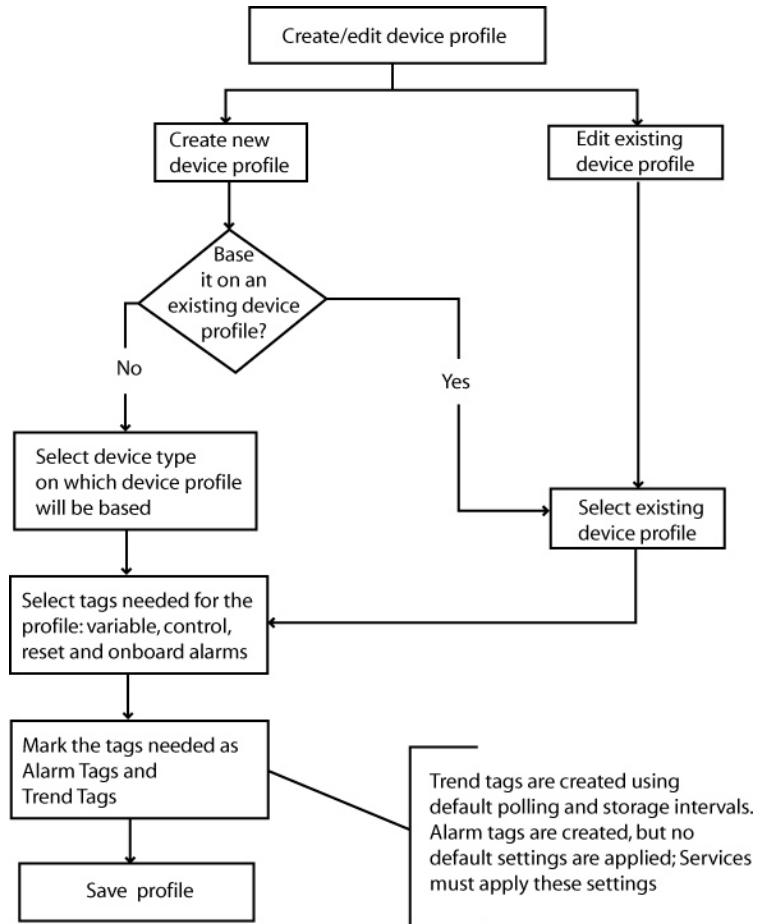 Create/edit device profile
Create new
device profile
Edit existing
device profile
Base
it on an
existing device
profile?
No
Yes
Select device type
on which device profile
will be based
Select existing
device profile
Select tags needed for the
profile: variable, control,
reset and onboard alarms
Mark the tags needed as
Alarm Tags and
Trend Tags
Trend tags are created using
default polling and storage intervals.
Alarm tags are created, but no
default settings are applied; Services
must apply these settings
Save profile